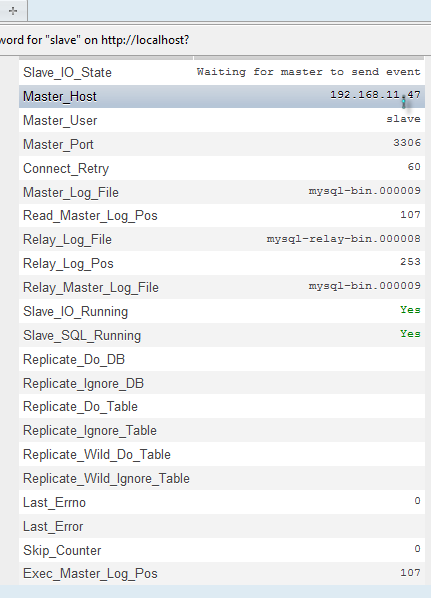 word for "slave" on http://localhost?
Slave_IO_State Waiting for master to send event
Master_Host 192.168.11.47
Master_User slave
Master_Port 3306
Connect_Retry 60
Master_Log_File mysql-bin.000009
Read_Master_Log_Pos 107
Relay_Log_File mysql-relay-bin.000008
Relay_Log_Pos 253
Relay_Master_Log_File mysql-bin.000009
Slave_IO_Running Yes
Slave_SQL_Running Yes
Replicate_Do_DB
Replicate_Ignore_DB
Replicate_Do_Table
Replicate_Ignore_Table
Replicate_Wild_Do_Table
Replicate_Wild_Ignore_Table
Last_Errno 0
Last_Error
Skip_Counter 0
Exec_Master_Log_Pos 107